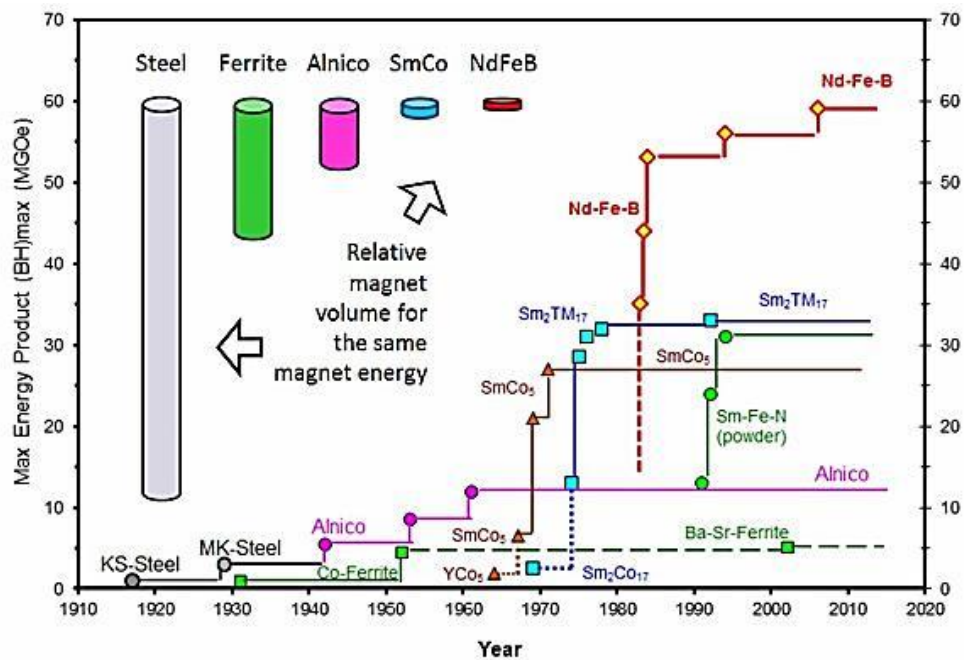 Max Energy Product (BH)max (MGOe)
70
60
50
40
30
20
10
0
70
60
50
40
30
20
10
0
Steel Ferrite Alnico SmCo NdFeB
Relative
magnet
volume for
the same
magnet energy
Nd-Fe-B
Nd-Fe-B
Sm₂TM₁₇
Sm₂TM₁₇
SmCo₅
SmCo₅
Sm-Fe-N
(powder)
Alnico
Alnico
SmCo₅
Ba-Sr-Ferrite
MK-Steel
KS-Steel
Co-Ferrite
YCo₅
Sm₂Co₁₇
1910 1920 1930 1940 1950 1960 1970 1980 1990 2000 2010 2020
Year